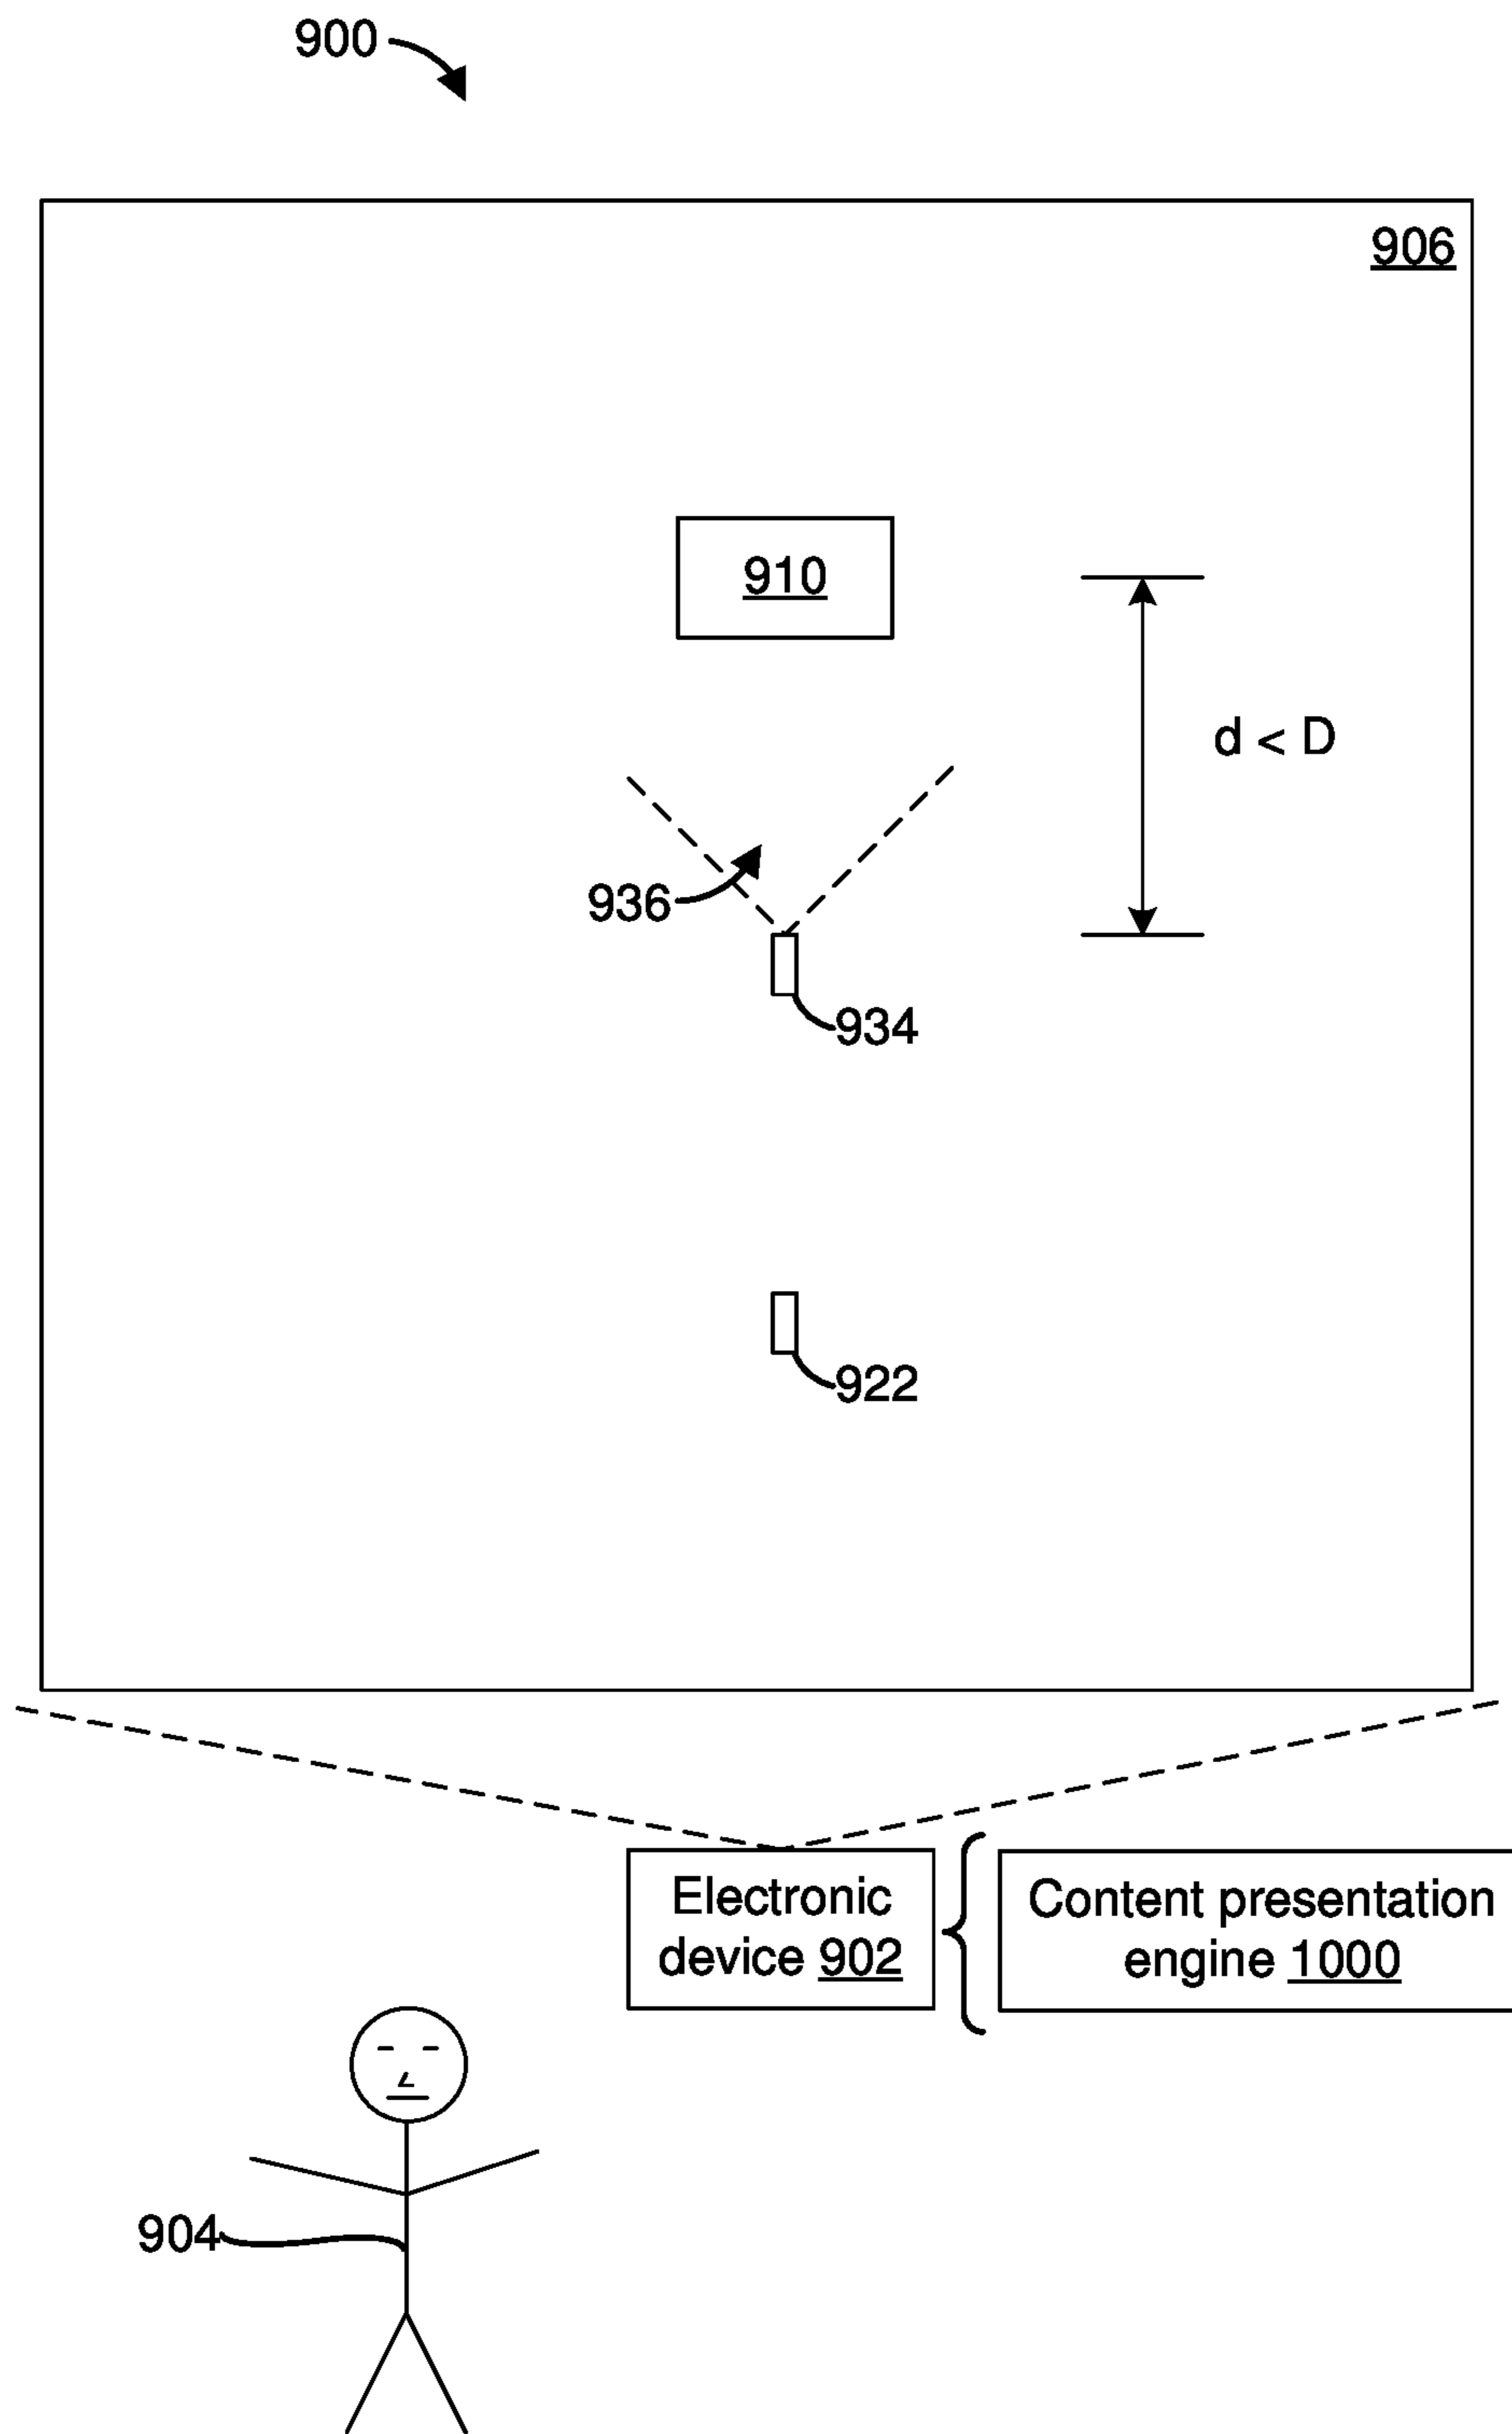 900
906
910
d < D
936
934
922
Electronic
device 902
Content presentation
engine 1000
904